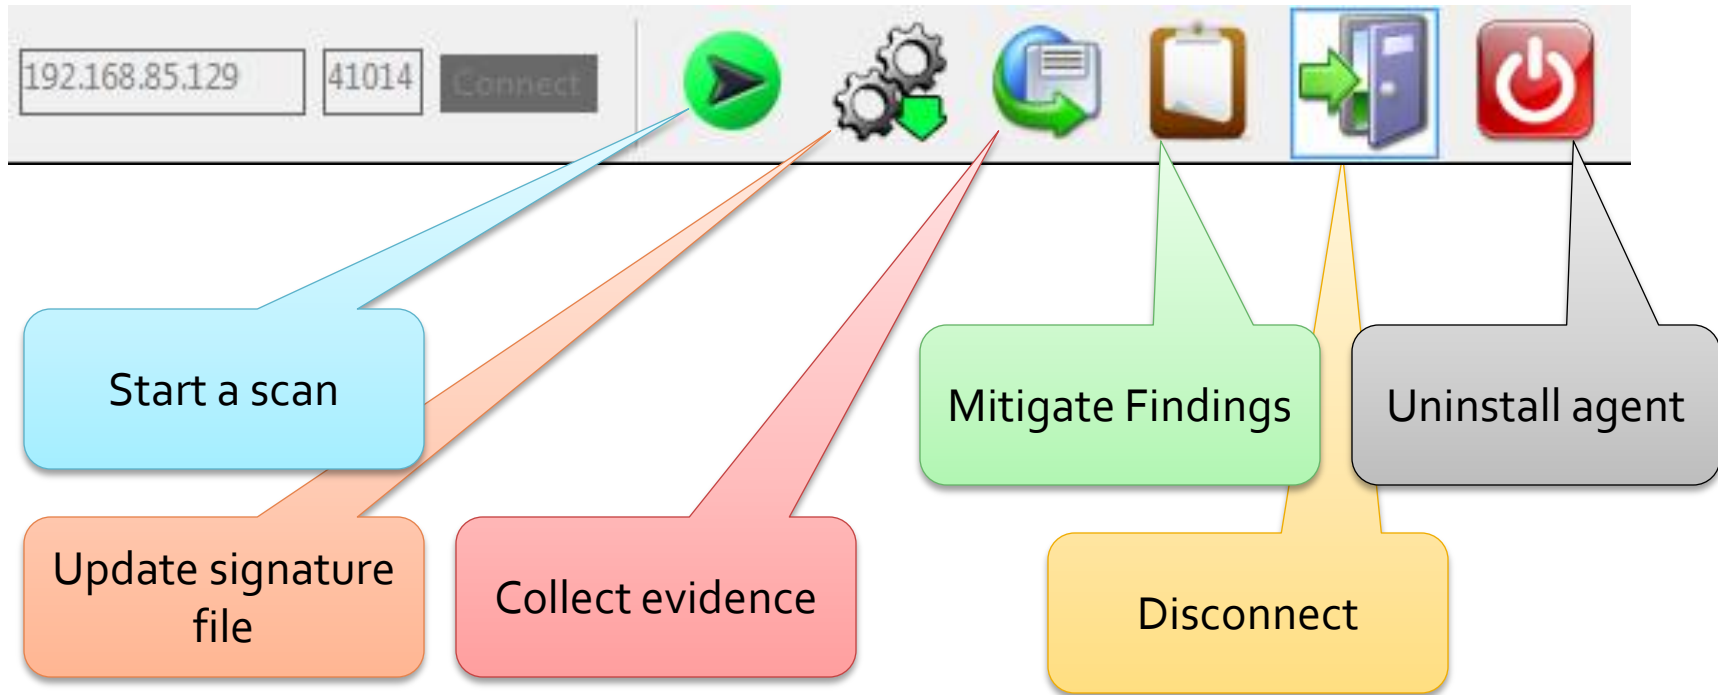 192.168.85.129
41014
Connect
Start a scan
Mitigate Findings
Uninstall agent
Update signature
file
Collect evidence
Disconnect